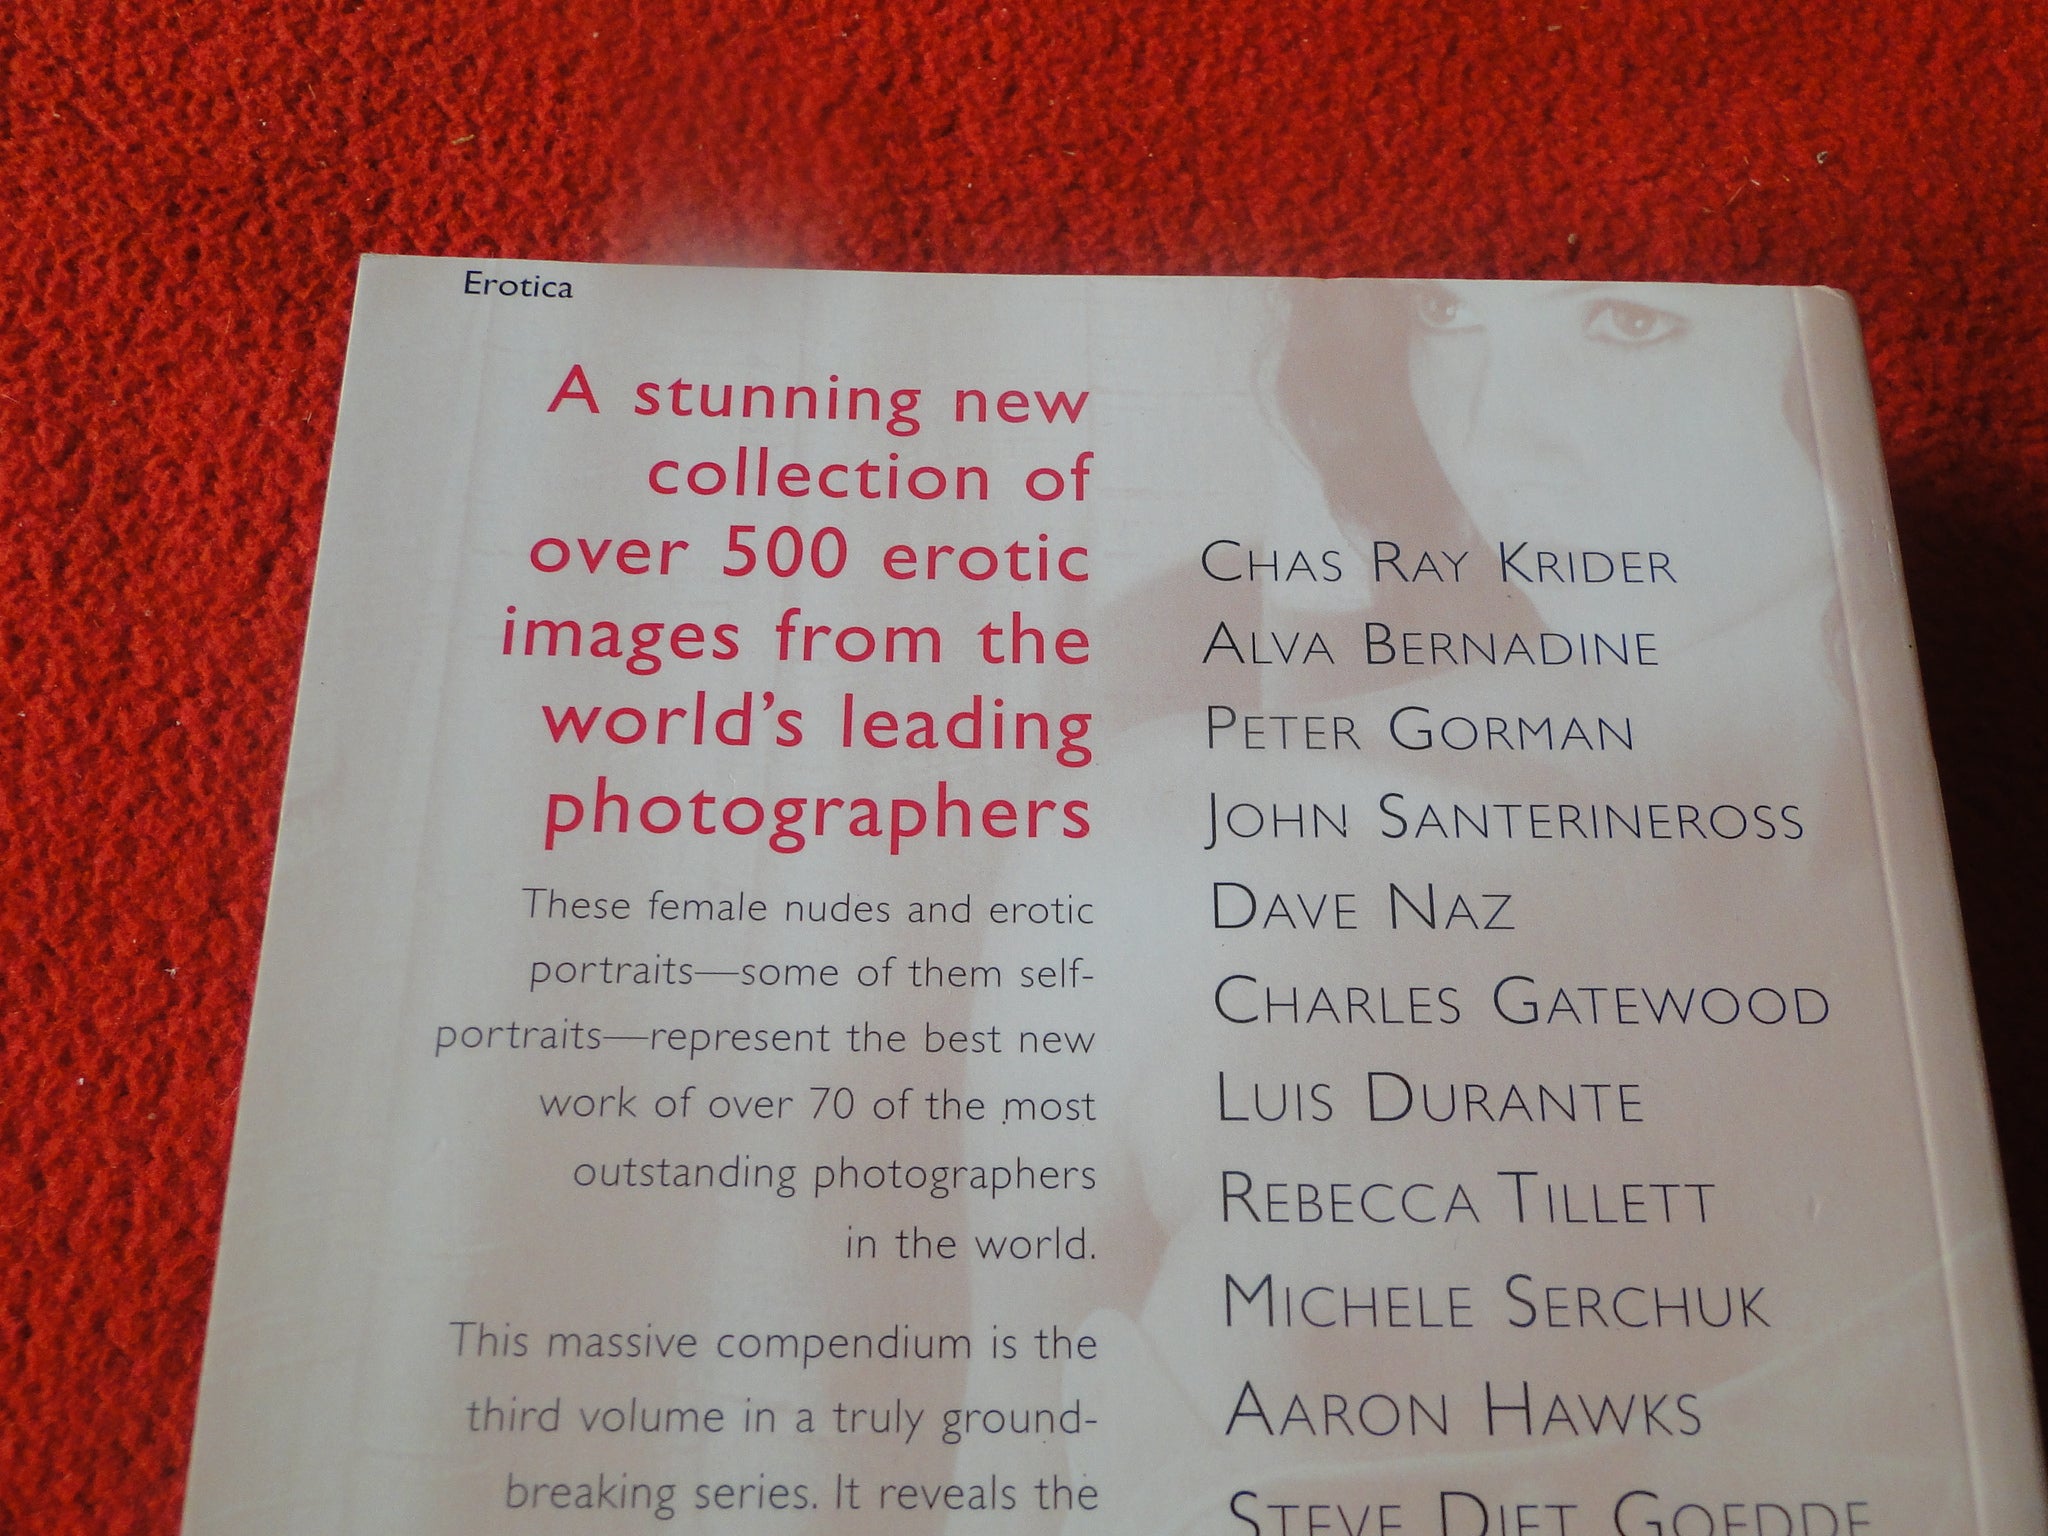 Erotica
A stunning new
collection of
over 500 erotic
images from the
world's leading
photographers
These female nudes and erotic
portraits—some of them self-
portraits—represent the best new
work of over 70 of the most
outstanding photographers
in the world.
This massive compendium is the
third volume in a truly ground-
breaking series. It reveals the
CHAS RAY KRIDER
ALVA BERNADINE
PETER GORMAN
JOHN SANTERINEROSS
DAVE NAZ
CHARLES GATEWOOD
LUIS DURANTE
REBECCA TILLETT
MICHELE SERCHUK
AARON HAWKS
STEVE DIET GOEDDE